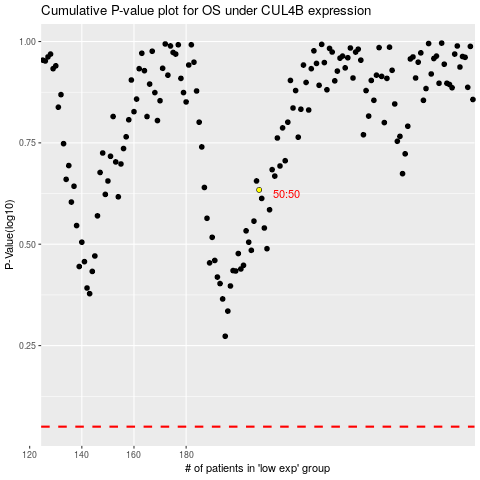 Cumulative P-value plot for OS under CUL4B expression
P-Value(log10)
1.00
0.75
0.50
0.25
50:50
120 140 160 180
# of patients in 'low exp' group